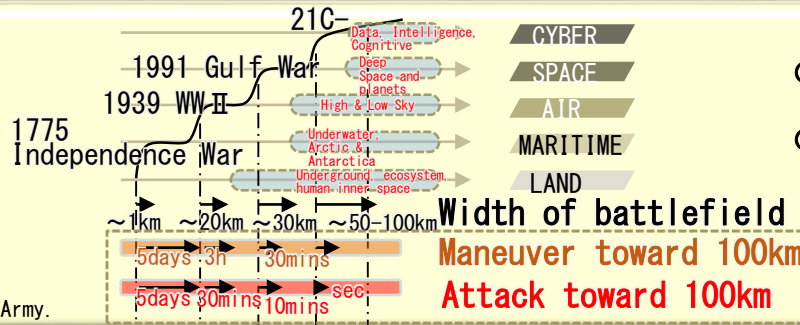 21C-
Data, Intelligence,
Cognitive
CYBER
1991 Gulf War
Deep
Space and
planets
SPACE
1939 WWⅡ
High & Low Sky
AIR
1775
Independence War
Underwater,
Arctic &
Antarctica
MARITIME
Underground, ecosystem,
human inner space
LAND
~1km ~20km ~30km ~50-100km
Width of battlefield
5days 3h 30mins
Maneuver toward 100km
5days 30mins 10mins sec
Attack toward 100km
Army.